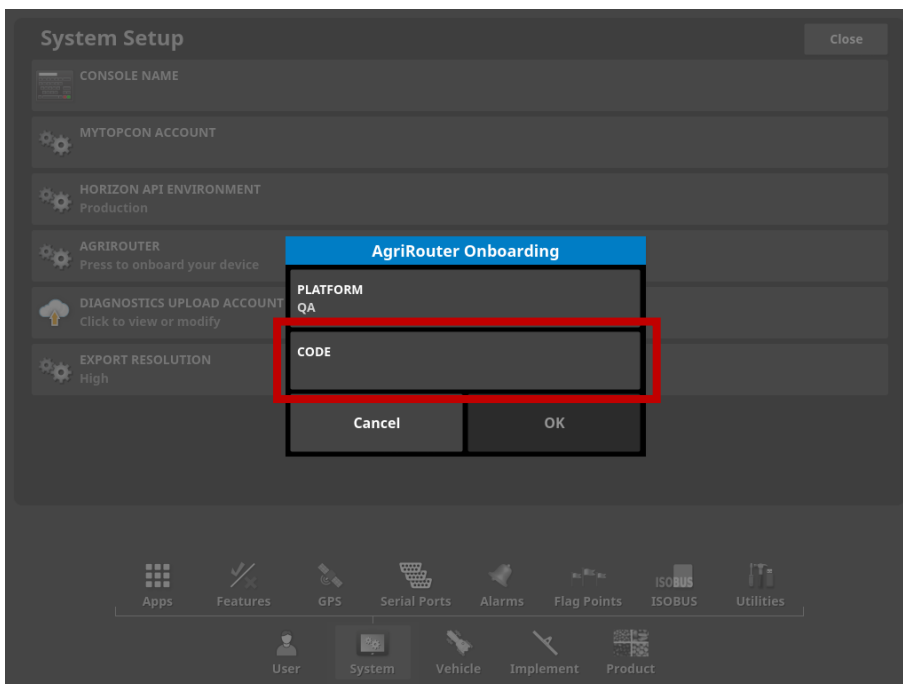 System Setup
Close
CONSOLE NAME
MYTOPCON ACCOUNT
HORIZON API ENVIRONMENT
Production
AGRIROUTER
Press to onboard your device
DIAGNOSTICS UPLOAD ACCOUNT
Click to view or modify
EXPORT RESOLUTION
High
AgriRouter Onboarding
PLATFORM
QA
CODE
Cancel
OK
Apps
Features
GPS
Serial Ports
Alarms
Flag Points
ISOBUS
ISOBUS
Utilities
User
System
Vehicle
Implement
Product